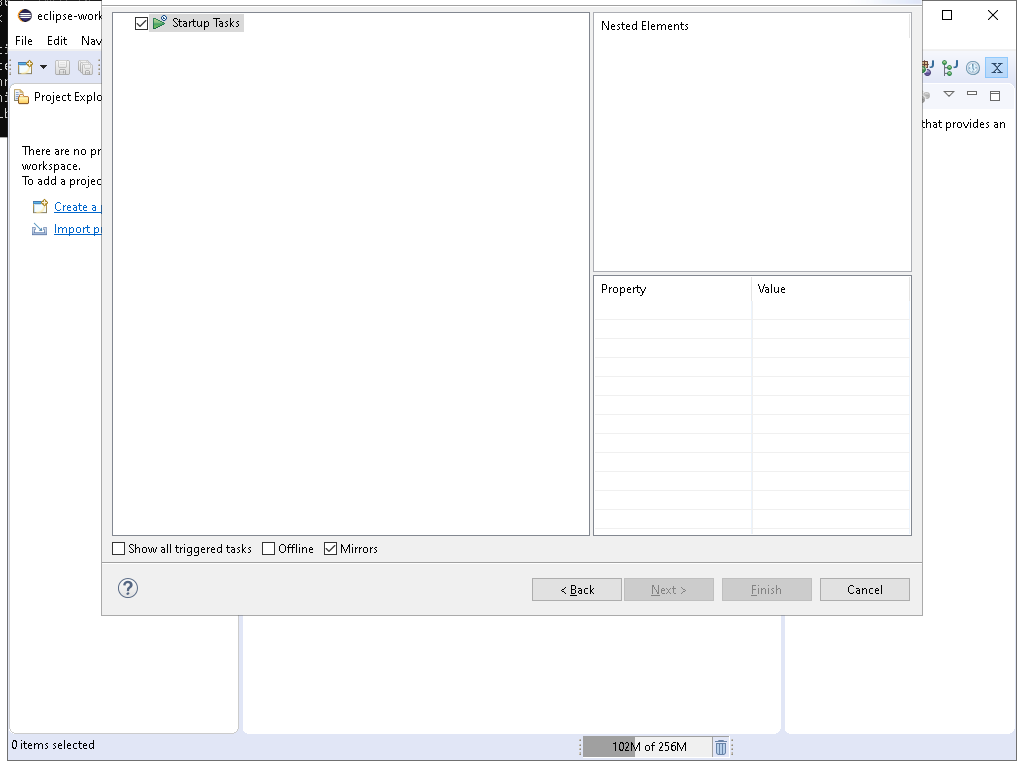 eclipse-work
File Edit Nav
Startup Tasks
Nested Elements
X
Project Explo
that provides an
There are no pr
workspace.
To add a projec
Create a p
Import pr
Property Value
Show all triggered tasks Offline Mirrors
?
< Back Next > Finish Cancel
0 items selected
102M of 256M